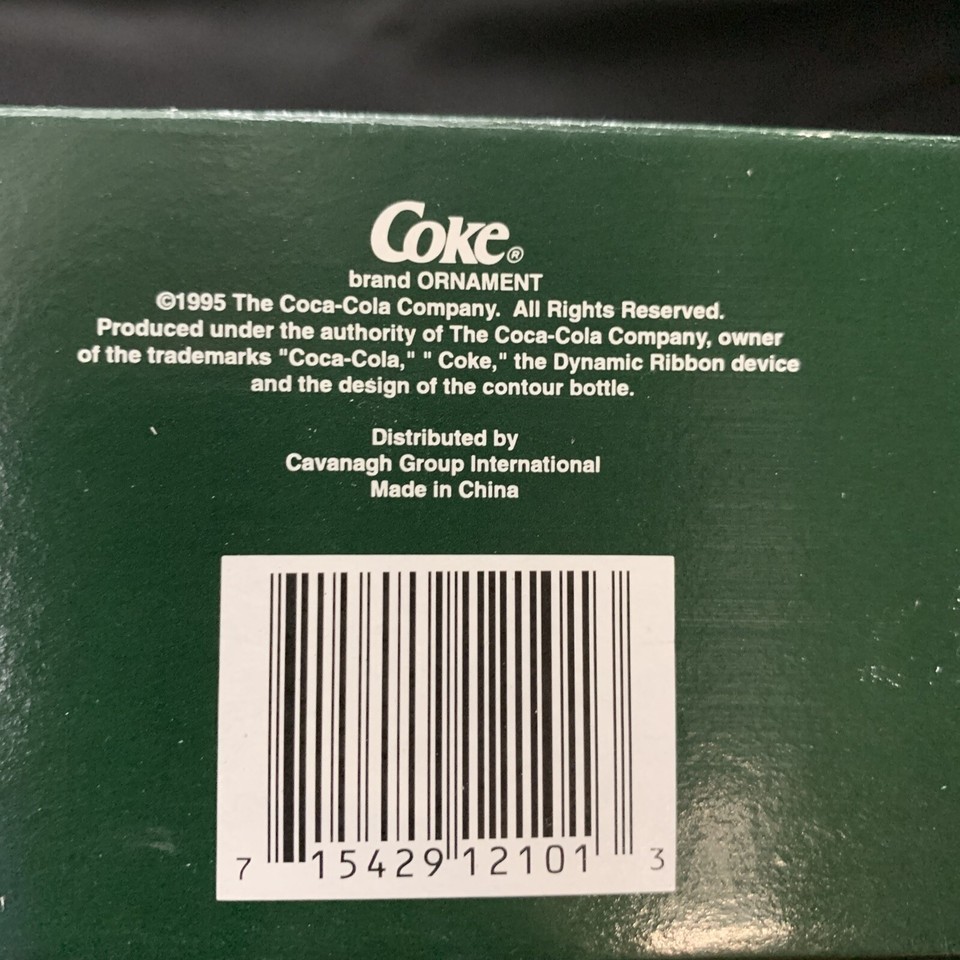 Coke®
brand ORNAMENT
©1995 The Coca-Cola Company. All Rights Reserved.
Produced under the authority of The Coca-Cola Company, owner
of the trademarks "Coca-Cola," " Coke," the Dynamic Ribbon device
and the design of the contour bottle.
Distributed by
Cavanagh Group International
Made in China
7 15429 12101 3